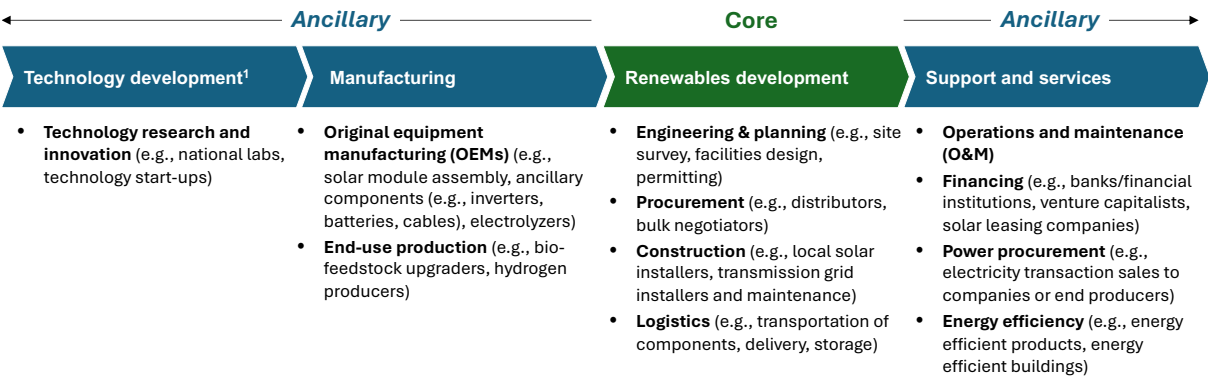 Ancillary
Core
Ancillary
Technology development¹
Manufacturing
Renewables development
Support and services
• Technology research and
innovation (e.g., national labs,
technology start-ups)
• Original equipment
manufacturing (OEMs) (e.g.,
solar module assembly, ancillary
components (e.g., inverters,
batteries, cables), electrolyzers)
• End-use production (e.g., bio-
feedstock upgraders, hydrogen
producers)
• Engineering & planning (e.g., site
survey, facilities design,
permitting)
• Procurement (e.g., distributors,
bulk negotiators)
• Construction (e.g., local solar
installers, transmission grid
installers and maintenance)
• Logistics (e.g., transportation of
components, delivery, storage)
• Operations and maintenance
(O&M)
• Financing (e.g., banks/financial
institutions, venture capitalists,
solar leasing companies)
• Power procurement (e.g.,
electricity transaction sales to
companies or end producers)
• Energy efficiency (e.g., energy
efficient products, energy
efficient buildings)